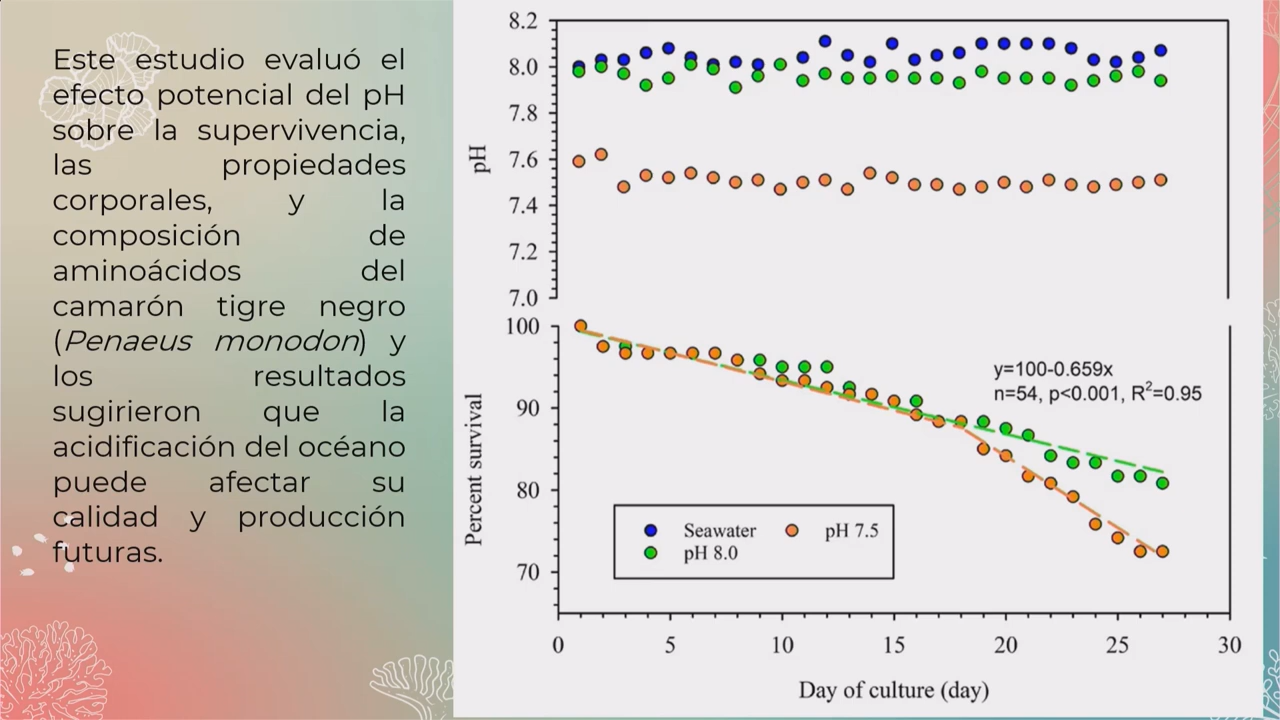 Este estudio evaluó el
efecto potencial del pH
sobre la supervivencia,
las propiedades
corporales, y la
composición de
aminoácidos del
camarón tigre negro
(Penaeus monodon) y
los resultados
sugirieron que la
acidificación del océano
puede afectar su
calidad y producción
futuras.
8.2
8.0
7.8
7.6
7.4
7.2
7.0
pH
100
90
80
70
Percent survival
y=100-0.659x
n=54, p<0.001, R²=0.95
Seawater pH 7.5
pH 8.0
0 5 10 15 20 25 30
Day of culture (day)